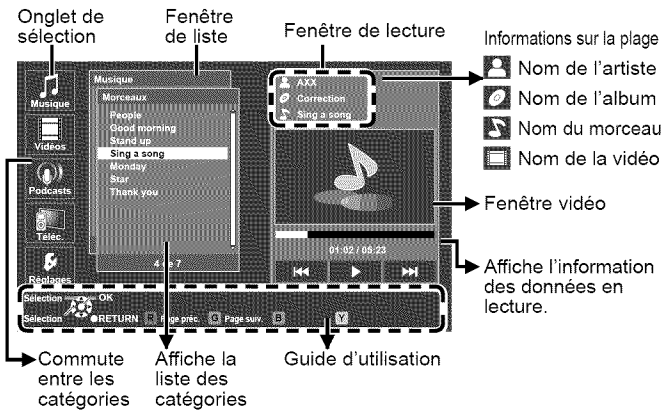 Onglet de
sélection
Fenêtre
de liste
Fenêtre de lecture
Informations sur la plage
Nom de l'artiste
Nom de l'album
Nom du morceau
Nom de la vidéo
Musique
Vidéos
Podcasts
Téléc.
Réglages
Musique
Morceaux
People
Good morning
Stand up
Sing a song
Monday
Star
Thank you
4 de 7
AXX
Correction
Sing a song
01:02 / 05:23
Fenêtre vidéo
Affiche l'information
des données en
lecture.
Sélection OK
Sélection RETURN R Page préc. G Page suiv. B Y
Commute
entre les
catégories
Affiche la
liste des
catégories
Guide d'utilisation